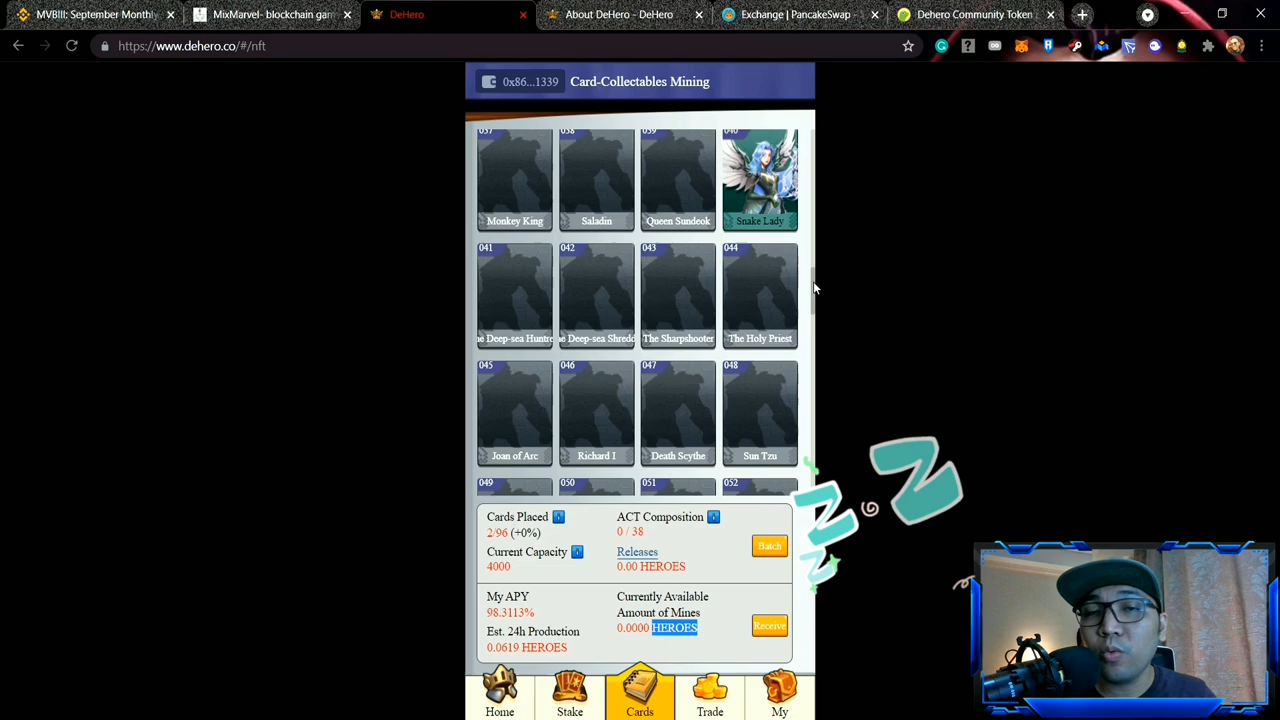 MVBIII: September Monthly
MixMarvel- blockchain gam
DeHero
About DeHero - DeHero
Exchange | PancakeSwap -
Dehero Community Token
https://www.dehero.co/#/nft
0x86...1339
Card-Collectables Mining
037 038 039 040
Monkey King Saladin Queen Sundeok Snake Lady
041 042 043 044
he Deep-sea Huntre he Deep-sea Shredd The Sharpshooter The Holy Priest
045 046 047 048
Joan of Arc Richard I Death Scythe Sun Tzu
049 050 051 052
Cards Placed
2/96 (+0%)
Current Capacity
4000
ACT Composition
0 / 38
Releases
0.00 HEROES
Batch
My APY
98.3113%
Est. 24h Production
0.0619 HEROES
Currently Available
Amount of Mines
0.0000 HEROES
Receive
Home Stake Cards Trade My
Z
Z
Z